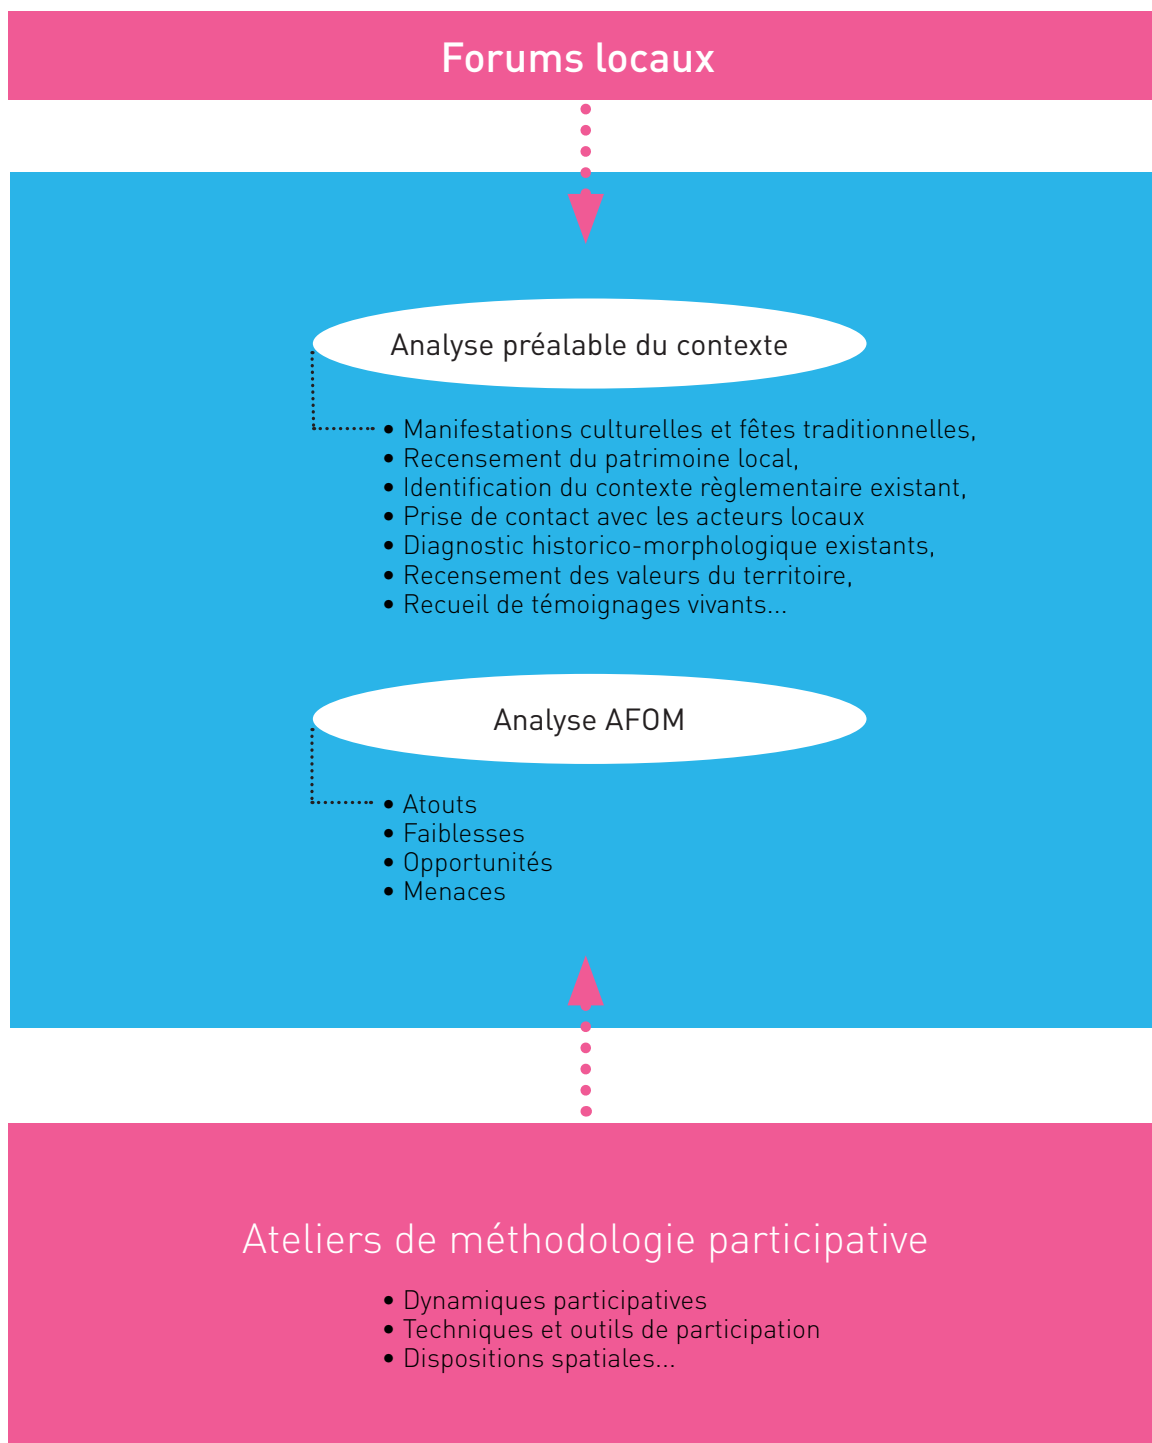 Forums locaux
Analyse préalable du contexte
• Manifestations culturelles et fêtes traditionnelles,
• Recensement du patrimoine local,
• Identification du contexte règlementaire existant,
• Prise de contact avec les acteurs locaux
• Diagnostic historico-morphologique existants,
• Recensement des valeurs du territoire,
• Recueil de témoignages vivants...
Analyse AFOM
• Atouts
• Faiblesses
• Opportunités
• Menaces
Ateliers de méthodologie participative
• Dynamiques participatives
• Techniques et outils de participation
• Dispositions spatiales...